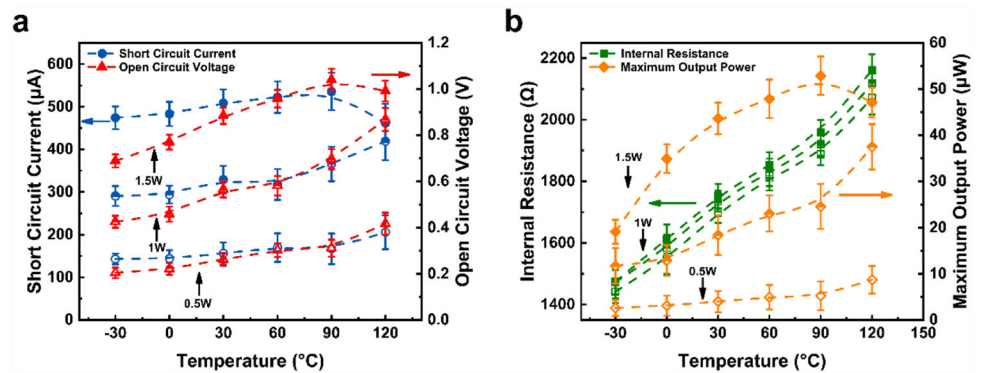 a
Short Circuit Current (µA)
600
500
400
300
200
100
0
Short Circuit Current
Open Circuit Voltage
1.5W
1W
0.5W
-30 0 30 60 90 120
Temperature (°C)
1.2
1.0
0.8
0.6
0.4
0.2
0.0
Open Circuit Voltage (V)
b
Internal Resistance
(Ω)
2200
2000
1800
1600
1400
Internal Resistance
Maximum Output Power
1.5W
1W
0.5W
-30 0 30 60 90 120 150
Temperature (°C)
60
50
40
30
20
10
0
Maximum Output Power (µW)